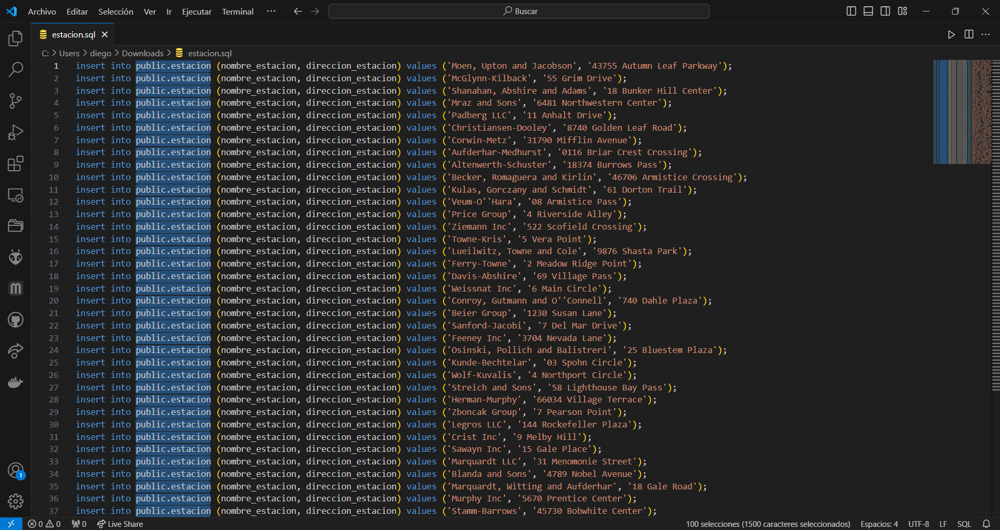 Archivo Editar Selección Ver Ir Ejecutar Terminal ··· Buscar
estacion.sql
C: > Users > diego > Downloads > estacion.sql
1 insert into public.estacion (nombre_estacion, direccion_estacion) values ('Moen, Upton and Jacobson', '43755 Autumn Leaf Parkway');
2 insert into public.estacion (nombre_estacion, direccion_estacion) values ('McGlynn-Kilback', '55 Grim Drive');
3 insert into public.estacion (nombre_estacion, direccion_estacion) values ('Shanahan, Abshire and Adams', '18 Bunker Hill Center');
4 insert into public.estacion (nombre_estacion, direccion_estacion) values ('Mraz and Sons', '6481 Northwestern Center');
5 insert into public.estacion (nombre_estacion, direccion_estacion) values ('Padberg LLC', '11 Anhalt Drive');
6 insert into public.estacion (nombre_estacion, direccion_estacion) values ('Christiansen-Dooley', '8740 Golden Leaf Road');
7 insert into public.estacion (nombre_estacion, direccion_estacion) values ('Corwin-Metz', '31790 Mifflin Avenue');
8 insert into public.estacion (nombre_estacion, direccion_estacion) values ('Aufderhar-Medhurst', '0116 Briar Crest Crossing');
9 insert into public.estacion (nombre_estacion, direccion_estacion) values ('Altenwerth-Schuster', '18374 Burrows Pass');
10 insert into public.estacion (nombre_estacion, direccion_estacion) values ('Becker, Romaguera and Kirlin', '46706 Armistice Crossing');
11 insert into public.estacion (nombre_estacion, direccion_estacion) values ('Kulas, Gorczany and Schmidt', '61 Dorton Trail');
12 insert into public.estacion (nombre_estacion, direccion_estacion) values ('Veum-O''Hara', '08 Armistice Pass');
13 insert into public.estacion (nombre_estacion, direccion_estacion) values ('Price Group', '4 Riverside Alley');
14 insert into public.estacion (nombre_estacion, direccion_estacion) values ('Ziemann Inc', '522 Scofield Crossing');
15 insert into public.estacion (nombre_estacion, direccion_estacion) values ('Towne-Kris', '5 Vera Point');
16 insert into public.estacion (nombre_estacion, direccion_estacion) values ('Lueilwitz, Towne and Cole', '9876 Shasta Park');
17 insert into public.estacion (nombre_estacion, direccion_estacion) values ('Ferry-Towne', '2 Meadow Ridge Point');
18 insert into public.estacion (nombre_estacion, direccion_estacion) values ('Davis-Abshire', '69 Village Pass');
19 insert into public.estacion (nombre_estacion, direccion_estacion) values ('Weissnat Inc', '6 Main Circle');
20 insert into public.estacion (nombre_estacion, direccion_estacion) values ('Conroy, Gutmann and O''Connell', '740 Dahle Plaza');
21 insert into public.estacion (nombre_estacion, direccion_estacion) values ('Beier Group', '1230 Susan Lane');
22 insert into public.estacion (nombre_estacion, direccion_estacion) values ('Sanford-Jacobi', '7 Del Mar Drive');
23 insert into public.estacion (nombre_estacion, direccion_estacion) values ('Feeney Inc', '3704 Nevada Lane');
24 insert into public.estacion (nombre_estacion, direccion_estacion) values ('Osinski, Pollich and Balistreri', '25 Bluestem Plaza');
25 insert into public.estacion (nombre_estacion, direccion_estacion) values ('Kunde-Bechtelar', '03 Spohn Circle');
26 insert into public.estacion (nombre_estacion, direccion_estacion) values ('Wolf-Kuvalis', '4 Northport Circle');
27 insert into public.estacion (nombre_estacion, direccion_estacion) values ('Streich and Sons', '58 Lighthouse Bay Pass');
28 insert into public.estacion (nombre_estacion, direccion_estacion) values ('Herman-Murphy', '66034 Village Terrace');
29 insert into public.estacion (nombre_estacion, direccion_estacion) values ('Zboncak Group', '7 Pearson Point');
30 insert into public.estacion (nombre_estacion, direccion_estacion) values ('Legros LLC', '144 Rockefeller Plaza');
31 insert into public.estacion (nombre_estacion, direccion_estacion) values ('Crist Inc', '9 Melby Hill');
32 insert into public.estacion (nombre_estacion, direccion_estacion) values ('Sawayn Inc', '15 Gale Place');
33 insert into public.estacion (nombre_estacion, direccion_estacion) values ('Marquardt LLC', '31 Menomonie Street');
34 insert into public.estacion (nombre_estacion, direccion_estacion) values ('Blanda and Sons', '4789 Nobel Avenue');
35 insert into public.estacion (nombre_estacion, direccion_estacion) values ('Marquardt, Witting and Aufderhar', '18 Gale Road');
36 insert into public.estacion (nombre_estacion, direccion_estacion) values ('Murphy Inc', '5670 Prentice Center');
37 insert into public.estacion (nombre_estacion, direccion_estacion) values ('Stamm-Barrows', '45730 Bobwhite Center');
1
0 0 0 Live Share 100 selecciones (1500 caracteres seleccionados) Espacios: 4 UTF-8 LF SQL